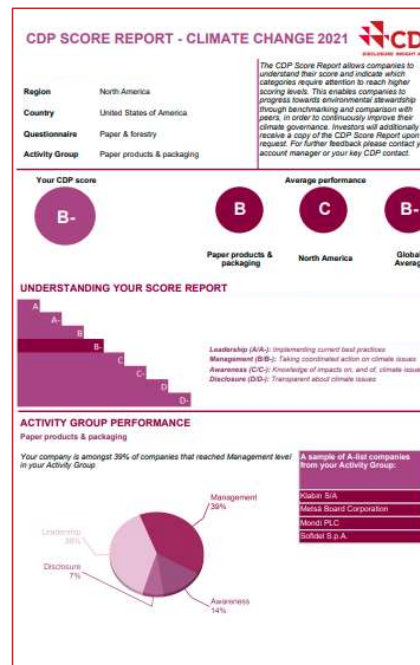 CDP SCORE REPORT - CLIMATE CHANGE 2021
CD
DISCLOSURE INSIGHT A
Region North America
Country United States of America
Questionnaire Paper & forestry
Activity Group Paper products & packaging
The CDP Score Report allows companies to
understand their score and indicate which
categories require attention to reach higher
scoring levels. This enables companies to
progress towards environmental stewardship
through benchmarking and comparison with
peers, in order to continuously improve their
climate governance. Investors will additionally
receive a copy of the CDP Score Report upon
request. For further feedback please contact y
account manager or your key CDP contact.
Your CDP score
B-
Average performance
B
C
B-
Paper products &
packaging
North America
Global
Averag
UNDERSTANDING YOUR SCORE REPORT
A
A-
B
B-
C
C-
D
D-
Leadership (A/A-): Implementing current best practices
Management (B/B-): Taking coordinated action on climate issues
Awareness (C/C-): Knowledge of impacts on, and of, climate issue
Disclosure (D/D-): Transparent about climate issues
ACTIVITY GROUP PERFORMANCE
Paper products & packaging
Your company is amongst 39% of companies that reached Management level
in your Activity Group
A sample of A-list companies
from your Activity Group:
Klabin S/A
Metsä Board Corporation
Mondi PLC
Sofidel S.p.A.
Management
39%
Leadership
Disclosure
7%
Awareness
14%